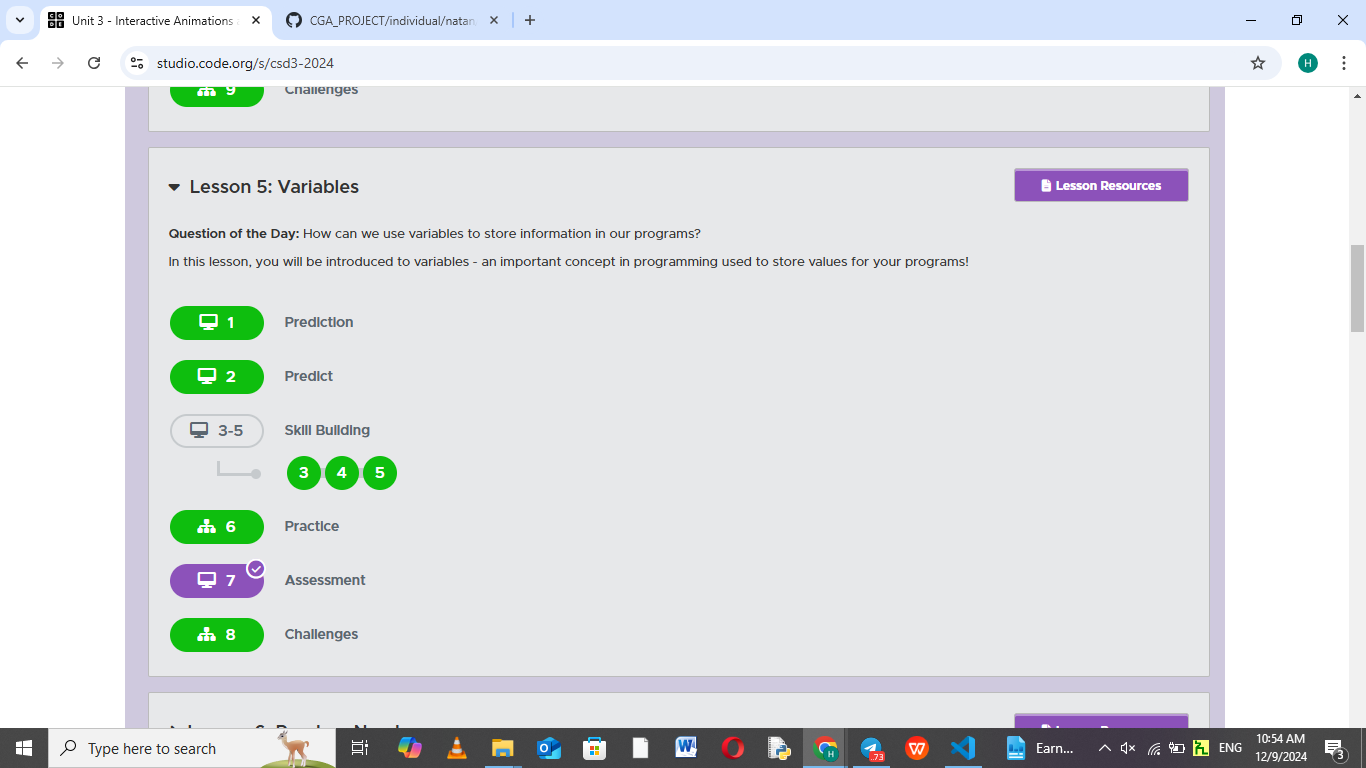 Unit 3 - Interactive Animations
CGA_PROJECT/individual/natan
studio.code.org/s/csd3-2024
H
9 Challenges
Lesson 5: Variables
Lesson Resources
Question of the Day: How can we use variables to store information in our programs?
In this lesson, you will be introduced to variables - an important concept in programming used to store values for your programs!
1 Prediction
2 Predict
3-5 Skill Building
3 4 5
6 Practice
7 Assessment
8 Challenges
Type here to search
73
Earn...
ENG
10:54 AM
12/9/2024
3